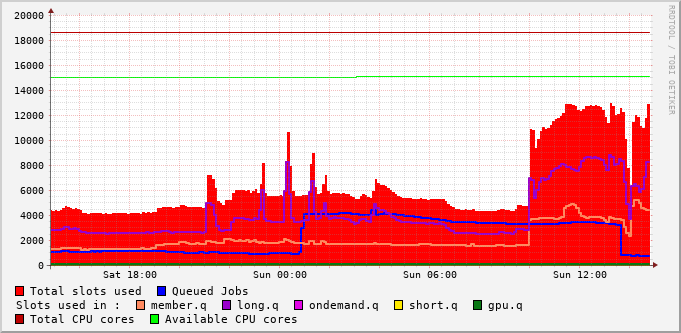 20000
18000
16000
14000
12000
10000
8000
6000
4000
2000
0
Sat 18:00 Sun 00:00 Sun 06:00 Sun 12:00
RRDTOOL / TOBI OETIKER
Total slots used Queued Jobs
Slots used in : member.q long.q ondemand.q short.q gpu.q
Total CPU cores Available CPU cores